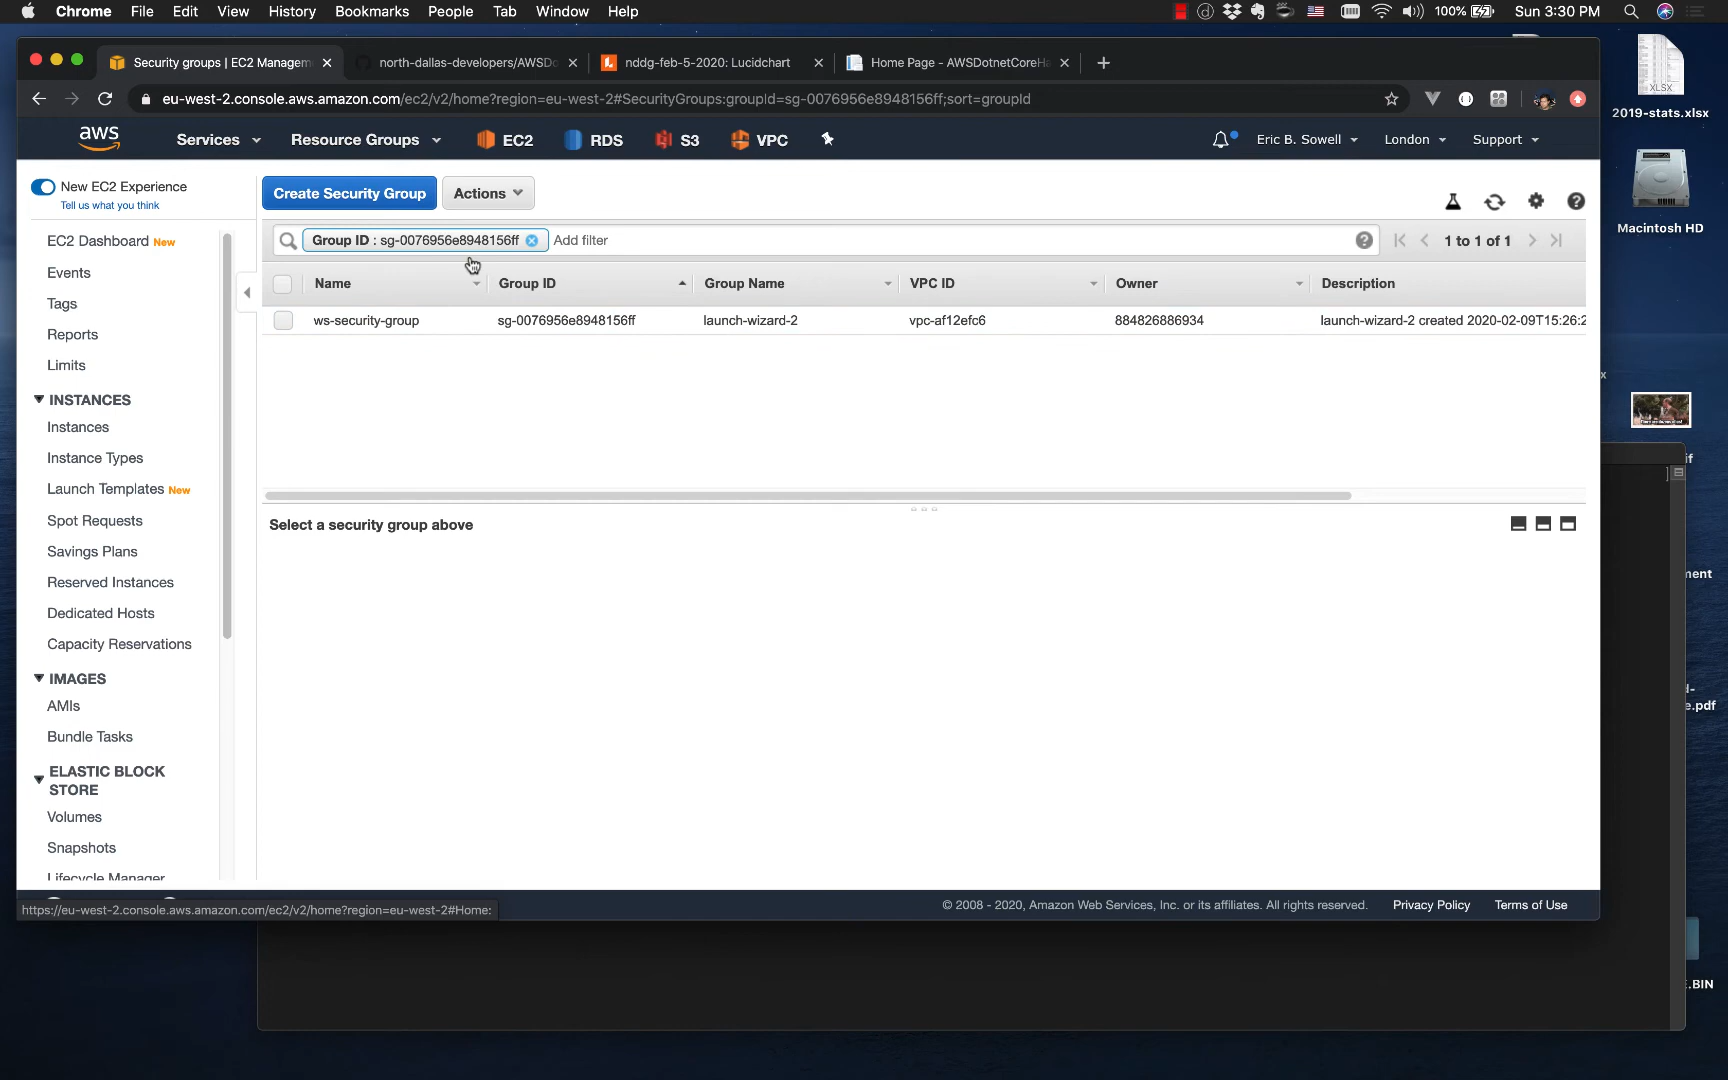 Chrome File Edit View History Bookmarks People Tab Window Help 100% Sun 3:30 PM
Security groups | EC2 Managem north-dallas-developers/AWSDo nddg-feb-5-2020: Lucidchart Home Page - AWSDotnetCoreHa
eu-west-2.console.aws.amazon.com/ec2/v2/home?region=eu-west-2#SecurityGroups:groupId=sg-0076956e8948156ff;sort=groupId
XLSX
2019-stats.xlsx
aws Services Resource Groups EC2 RDS S3 VPC Eric B. Sowell London Support
New EC2 Experience
Tell us what you think
Create Security Group Actions
Macintosh HD
EC2 Dashboard New
Group ID : sg-0076956e8948156ff Add filter 1 to 1 of 1
Events
Name Group ID Group Name VPC ID Owner Description
Tags
ws-security-group sg-0076956e8948156ff launch-wizard-2 vpc-af12efc6 884826886934 launch-wizard-2 created 2020-02-09T15:26:2
Reports
Limits
x
INSTANCES
Instances
Instance Types
if
Launch Templates New
Spot Requests
Select a security group above
Savings Plans
Reserved Instances
ment
Dedicated Hosts
Capacity Reservations
IMAGES
AMIs
d-
e.pdf
Bundle Tasks
ELASTIC BLOCK
STORE
Volumes
Snapshots
Lifecycle Manager
https://eu-west-2.console.aws.amazon.com/ec2/v2/home?region=eu-west-2#Home:
© 2008 - 2020, Amazon Web Services, Inc. or its affiliates. All rights reserved. Privacy Policy Terms of Use
E.BIN